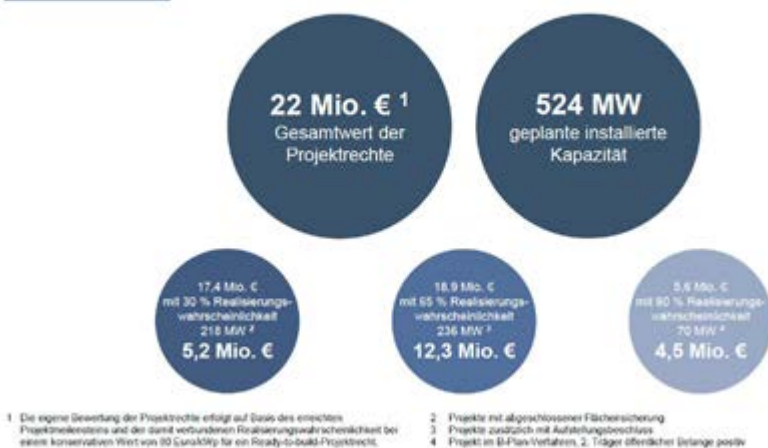 22 Mio. € 1
Gesamtwert der
Projektrechte
524 MW
geplante installierte
Kapazität
17,4 Mio. €
mit 30 % Realisierungs-
wahrscheinlichkeit
218 MW 2
5,2 Mio. €
18,9 Mio. €
mit 65 % Realisierungs-
wahrscheinlichkeit
236 MW 3
12,3 Mio. €
5,6 Mio. €
mit 80 % Realisierungs-
wahrscheinlichkeit
70 MW 4
4,5 Mio. €
1 Die eigene Bewertung der Projektrechte erfolgt auf Basis des erreichten
Projektmeilensteins und der damit verbundenen Realisierungswahrscheinlichkeit bei
einem konservativen Wert von 80 Euro/kWp für ein Ready-to-build-Projektrecht.
2 Projekte mit abgeschlossener Flächensicherung
3 Projekte zusätzlich mit Aufstellungsbeschluss
4 Projekt im B-Plan-Verfahren, 2. Träger öffentlicher Belange positiv